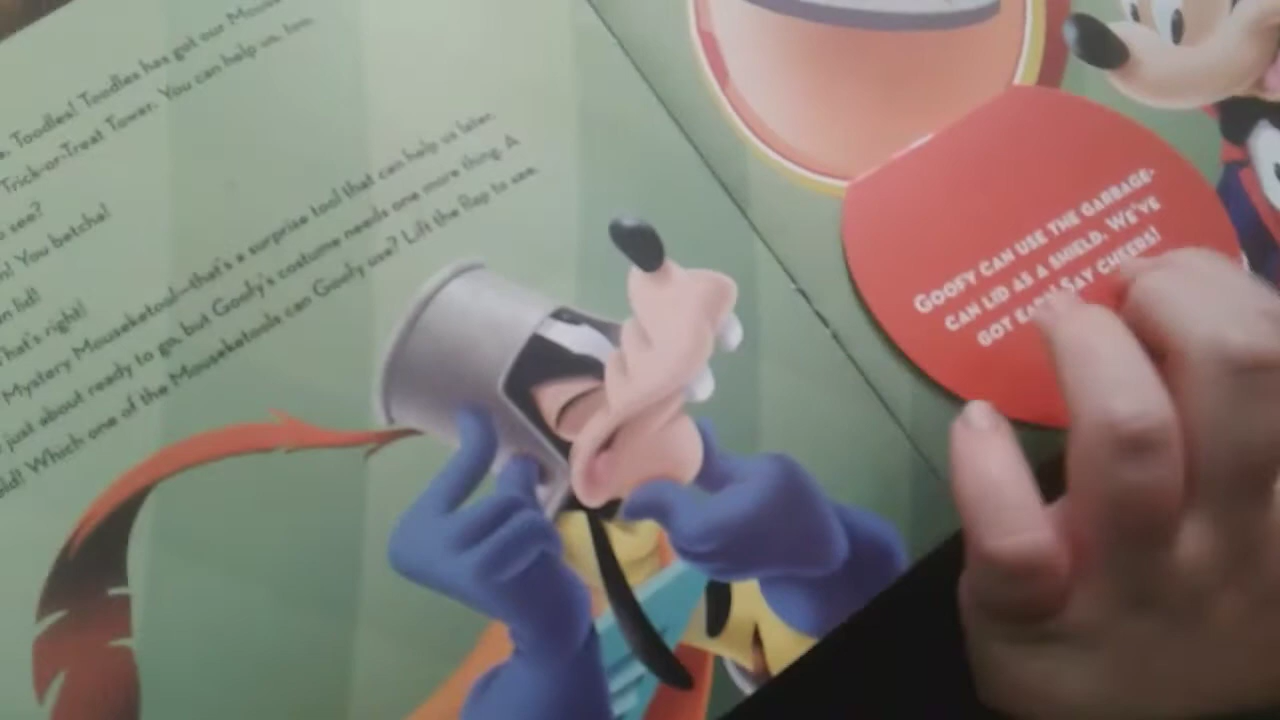 Toodles! Toodles has got our Mouse
Trick-or-Treat Tower. You can help us, too.
see?
You betcha!
lid!
That's right!
Mystery Mouseketool—that's a surprise tool that can help us later.
just about ready to go, but Goofy's costume needs one more thing. A
Which one of the Mouseketools can Goofy use? Lift the flap to see.
GOOFY CAN USE THE GARBAGE-
CAN LID AS A SHIELD. WE'VE
GOT EARS! SAY CHEERS!